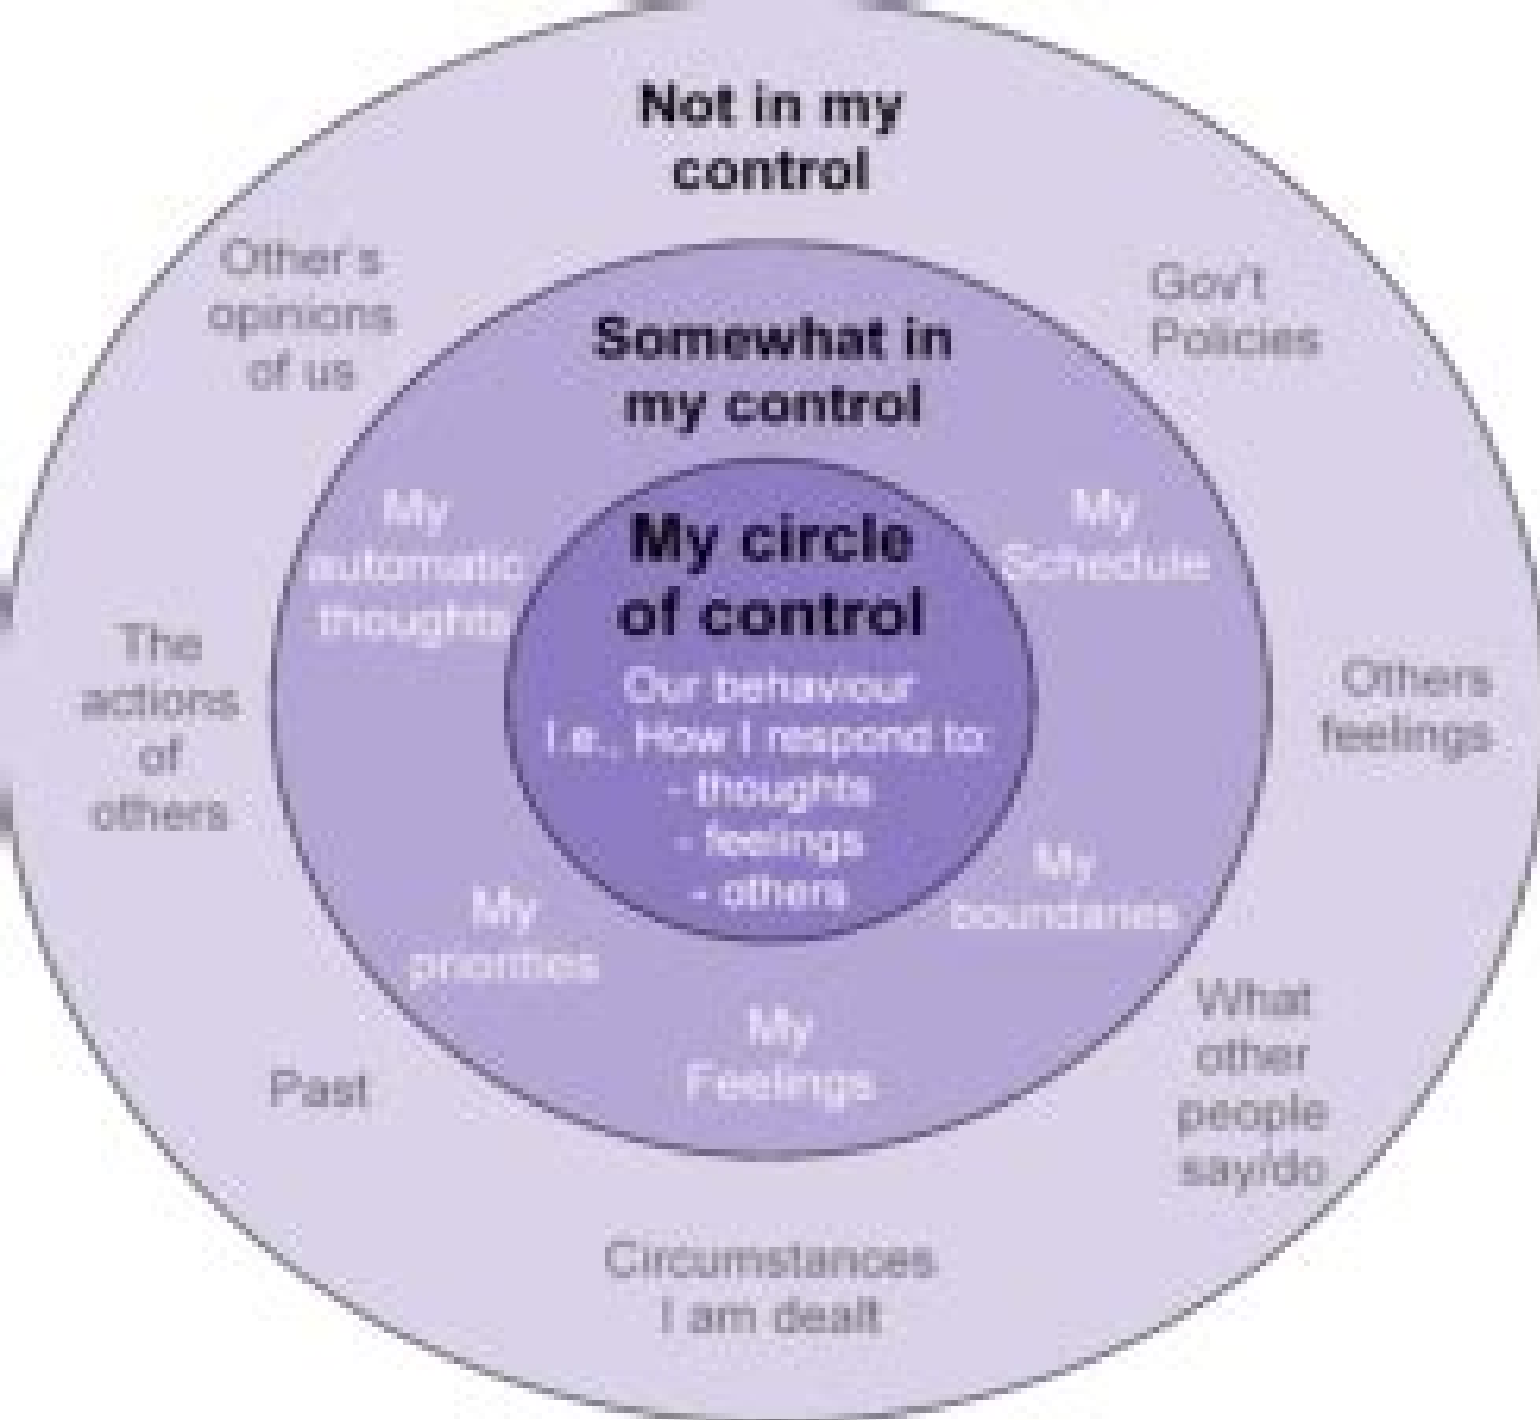 Not in my
control
Other's
opinions
of us
Gov't
Policies
Somewhat in
my control
My
automatic
thoughts
My
Schedule
My circle
of control
Our behaviour
I.e., How I respond to:
- thoughts
- feelings
- others
The
actions
of
others
Others
feelings
My
priorities
My
boundaries
My
Feelings
Past
What
other
people
say/do
Circumstances
I am dealt